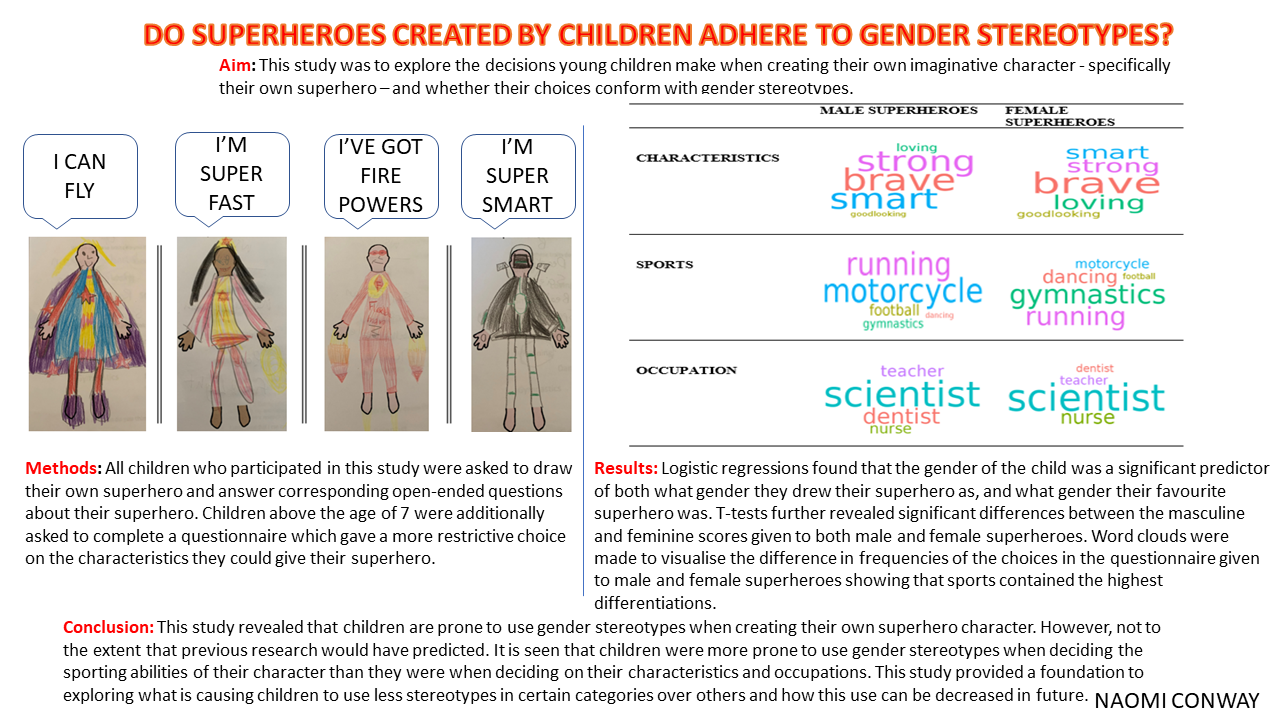 DO SUPERHEROES CREATED BY CHILDREN ADHERE TO GENDER STEREOTYPES?
Aim: This study was to explore the decisions young children make when creating their own imaginative character - specifically
their own superhero – and whether their choices conform with gender stereotypes.
I CAN
FLY
I'M
SUPER
FAST
I'VE GOT
FIRE
POWERS
I'M
SUPER
SMART
MALE SUPERHEROES
FEMALE
SUPERHEROES
CHARACTERISTICS
loving
strong
brave
smart
goodlooking
smart
strong
brave
loving
goodlooking
SPORTS
running
motorcycle
football dancing
gymnastics
motorcycle
dancing football
gymnastics
running
OCCUPATION
teacher
scientist
dentist
nurse
dentist
teacher
scientist
nurse
Methods: All children who participated in this study were asked to draw
their own superhero and answer corresponding open-ended questions
about their superhero. Children above the age of 7 were additionally
asked to complete a questionnaire which gave a more restrictive choice
on the characteristics they could give their superhero.
Results: Logistic regressions found that the gender of the child was a significant predictor
of both what gender they drew their superhero as, and what gender their favourite
superhero was. T-tests further revealed significant differences between the masculine
and feminine scores given to both male and female superheroes. Word clouds were
made to visualise the difference in frequencies of the choices in the questionnaire given
to male and female superheroes showing that sports contained the highest
differentiations.
Conclusion: This study revealed that children are prone to use gender stereotypes when creating their own superhero character. However, not to
the extent that previous research would have predicted. It is seen that children were more prone to use gender stereotypes when deciding the
sporting abilities of their character than they were when deciding on their characteristics and occupations. This study provided a foundation to
exploring what is causing children to use less stereotypes in certain categories over others and how this use can be decreased in future.
NAOMI CONWAY